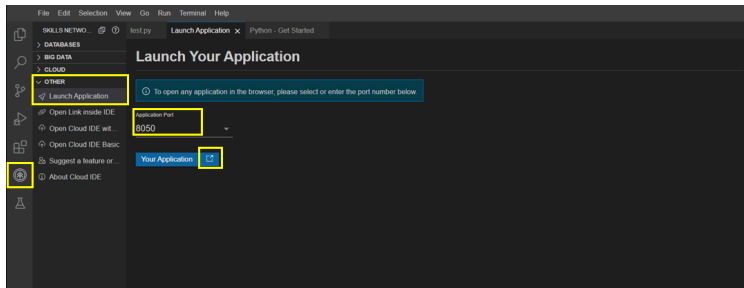 File Edit Selection View Go Run Terminal Help
SKILLS NETWO...
test.py Launch Application Python - Get Started
DATABASES
BIG DATA
CLOUD
OTHER
Launch Application
Open Link inside IDE
Open Cloud IDE wit...
Open Cloud IDE Basic
Suggest a feature or...
About Cloud IDE
Launch Your Application
To open any application in the browser, please select or enter the port number below.
Application Port
8050
Your Application